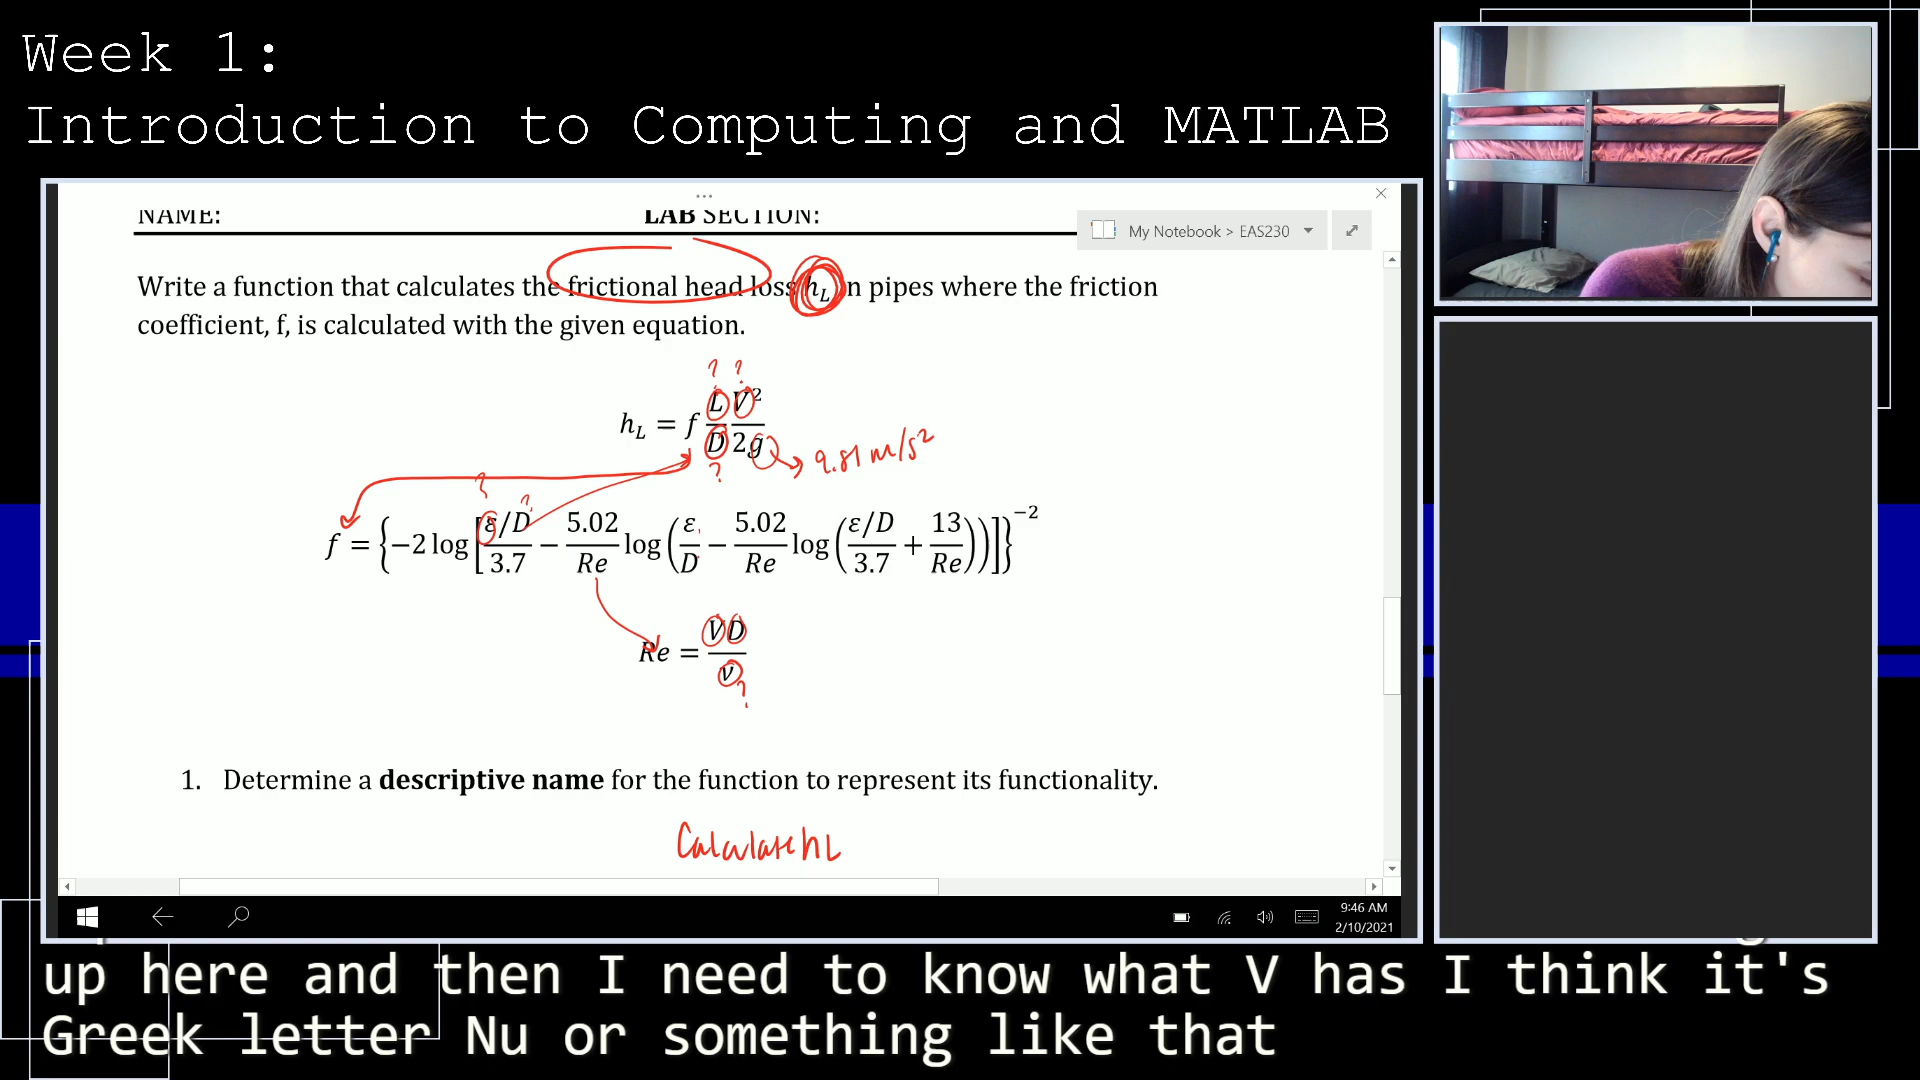 Week 1:
Introduction to Computing and MATLAB
NAME: LAB SECTION:
My Notebook > EAS230
Write a function that calculates the frictional head loss h_L in pipes where the friction
coefficient, f, is calculated with the given equation.
? ?
h_L = f L/D V²/2g
9.81 m/s²
?
? ?
f = {−2 log [ε/D/3.7 − 5.02/Re log (ε/D − 5.02/Re log (ε/D/3.7 + 13/Re))]}⁻²
Re = VD/ν
?
1. Determine a descriptive name for the function to represent its functionality.
CalculatehL
9:46 AM
2/10/2021
up here and then I need to know what V has I think it's
Greek letter Nu or something like that